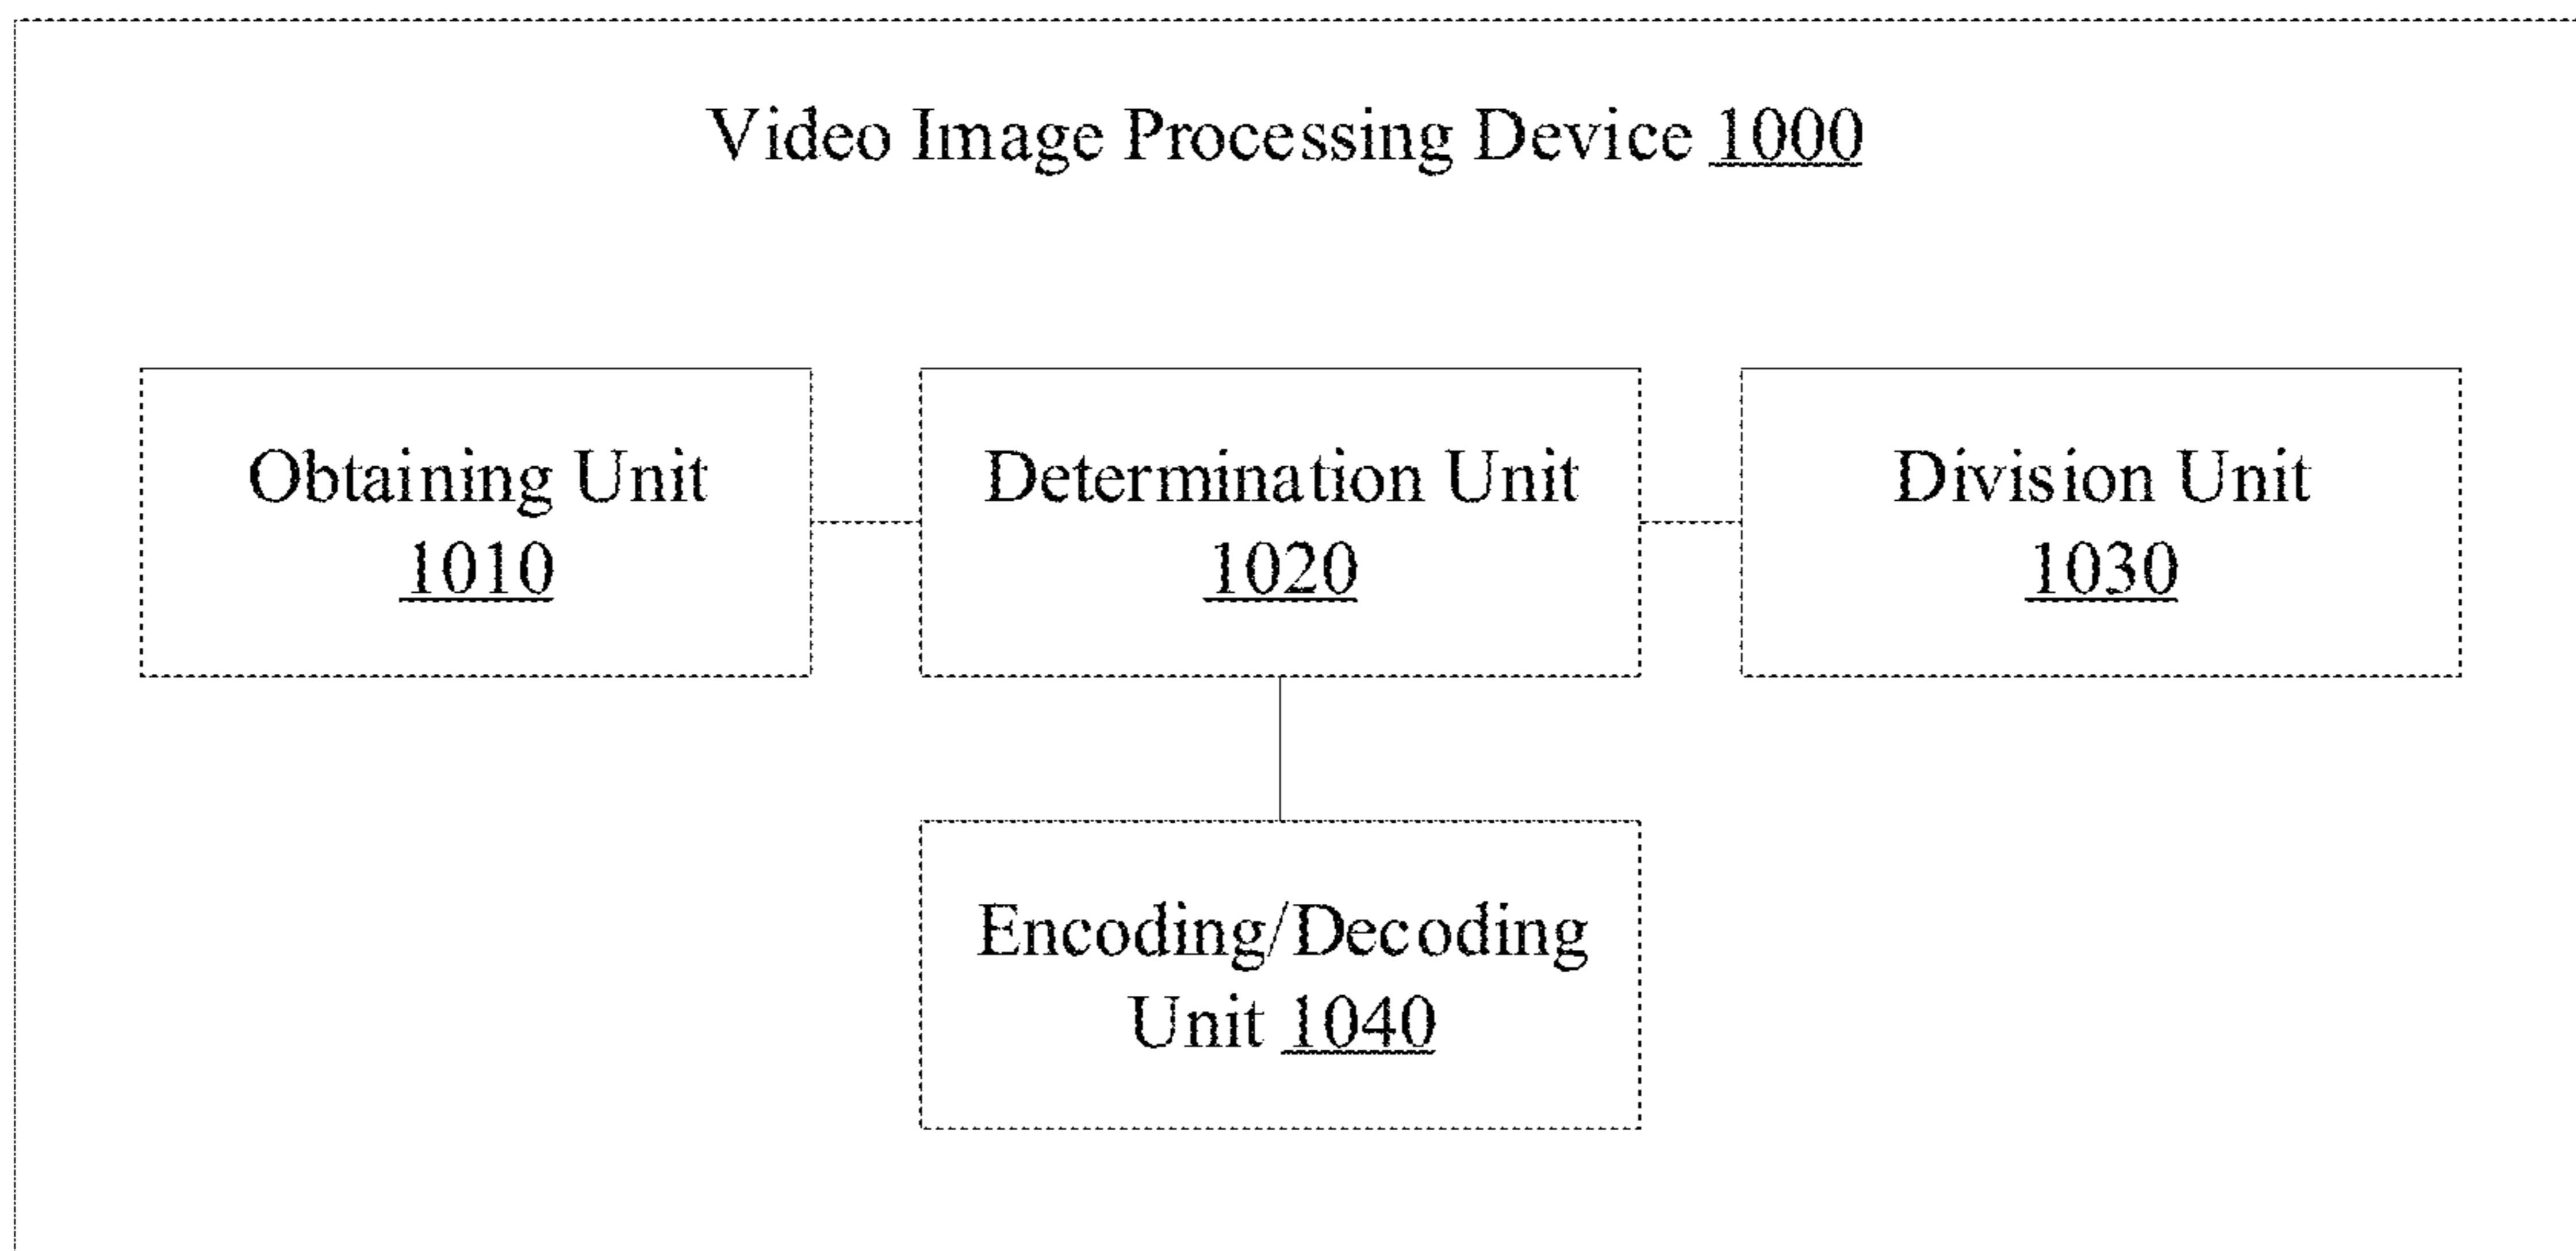 Video Image Processing Device 1000
Obtaining Unit
1010
Determination Unit
1020
Division Unit
1030
Encoding/Decoding
Unit 1040